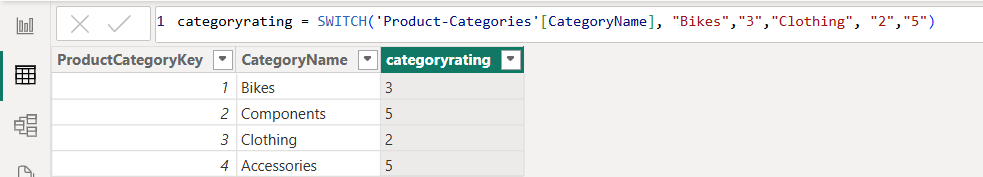 1 categoryrating = SWITCH('Product-Categories'[CategoryName], "Bikes","3","Clothing", "2","5")
ProductCategoryKey CategoryName categoryrating
1 Bikes 3
2 Components 5
3 Clothing 2
4 Accessories 5